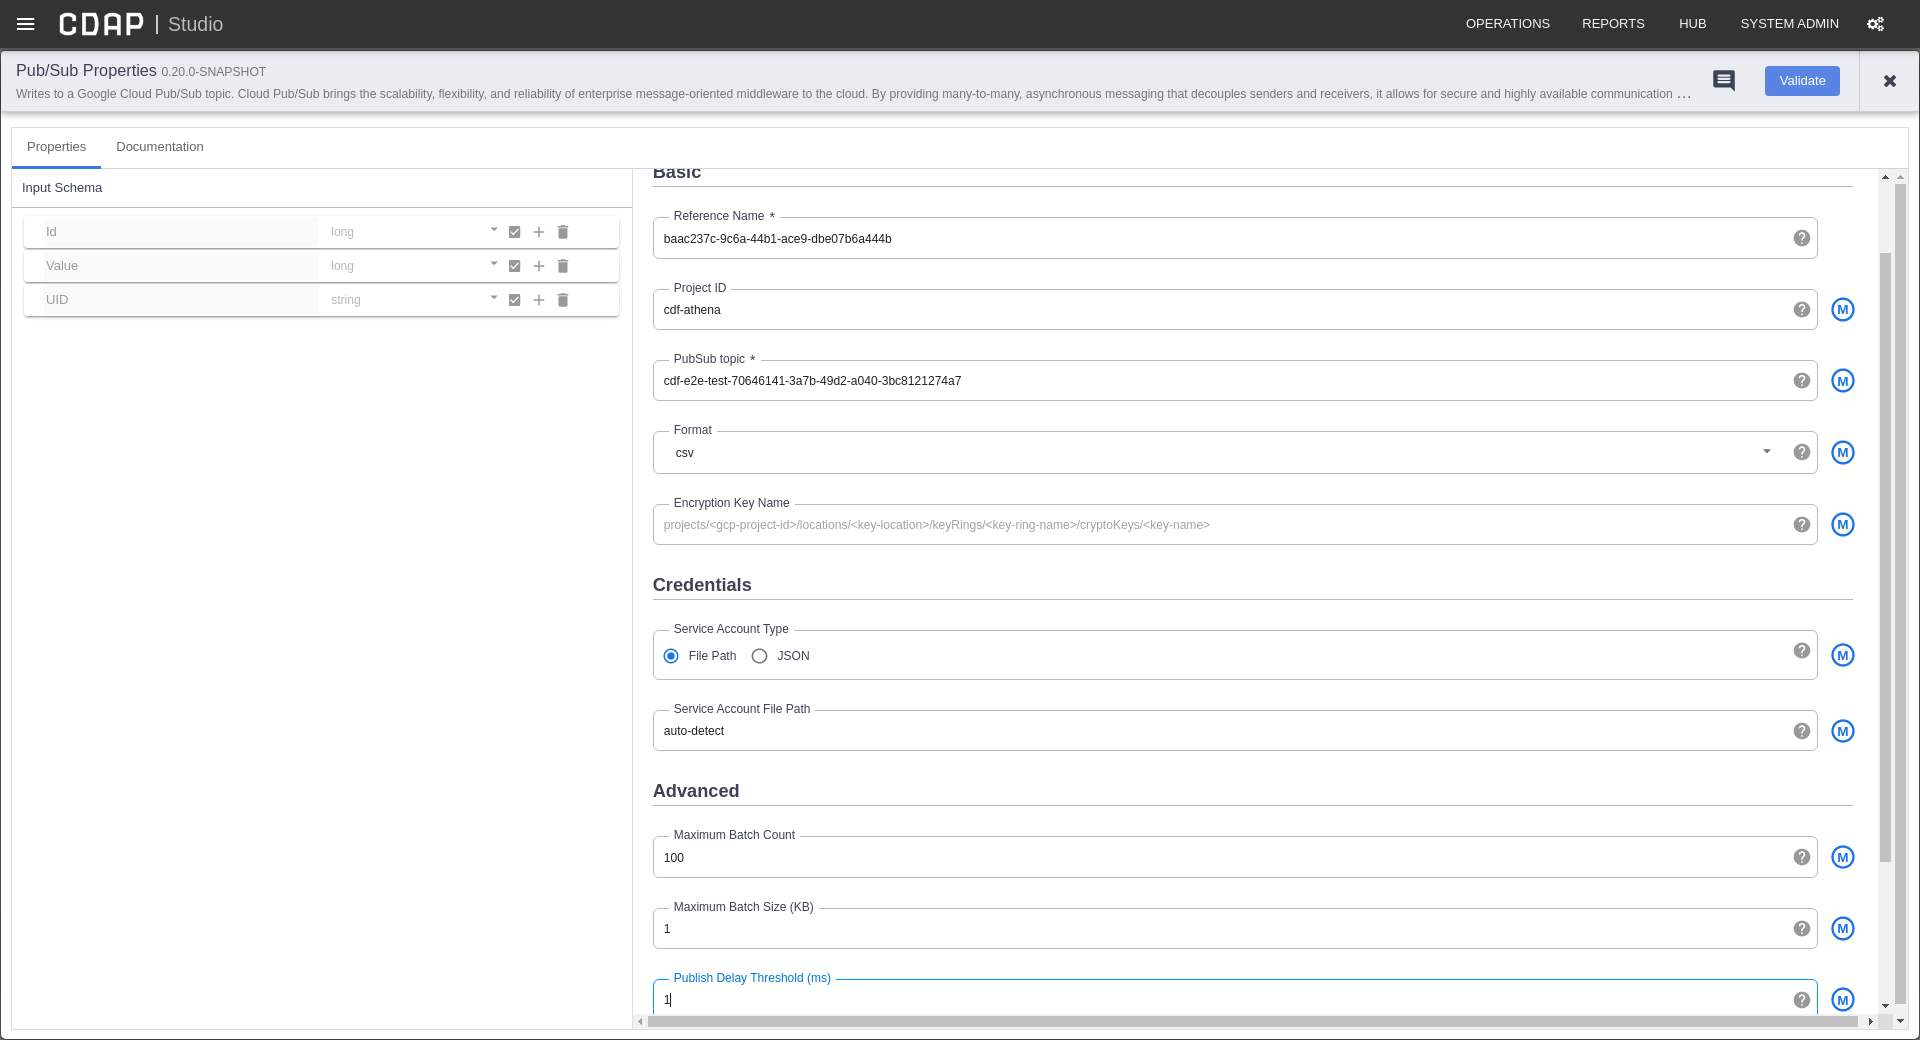 CDAP | Studio
OPERATIONS REPORTS HUB SYSTEM ADMIN
Pub/Sub Properties 0.20.0-SNAPSHOT
Writes to a Google Cloud Pub/Sub topic. Cloud Pub/Sub brings the scalability, flexibility, and reliability of enterprise message-oriented middleware to the cloud. By providing many-to-many, asynchronous messaging that decouples senders and receivers, it allows for secure and highly available communication ...
Validate
Properties Documentation
Input Schema
Id long
Value long
UID string
Basic
Reference Name *
baac237c-9c6a-44b1-ace9-dbe07b6a444b
Project ID
cdf-athena
M
PubSub topic *
cdf-e2e-test-70646141-3a7b-49d2-a040-3bc8121274a7
M
Format
csv
M
Encryption Key Name
projects/<gcp-project-id>/locations/<key-location>/keyRings/<key-ring-name>/cryptoKeys/<key-name>
M
Credentials
Service Account Type
File Path JSON
M
Service Account File Path
auto-detect
M
Advanced
Maximum Batch Count
100
M
Maximum Batch Size (KB)
1
M
Publish Delay Threshold (ms)
1
M